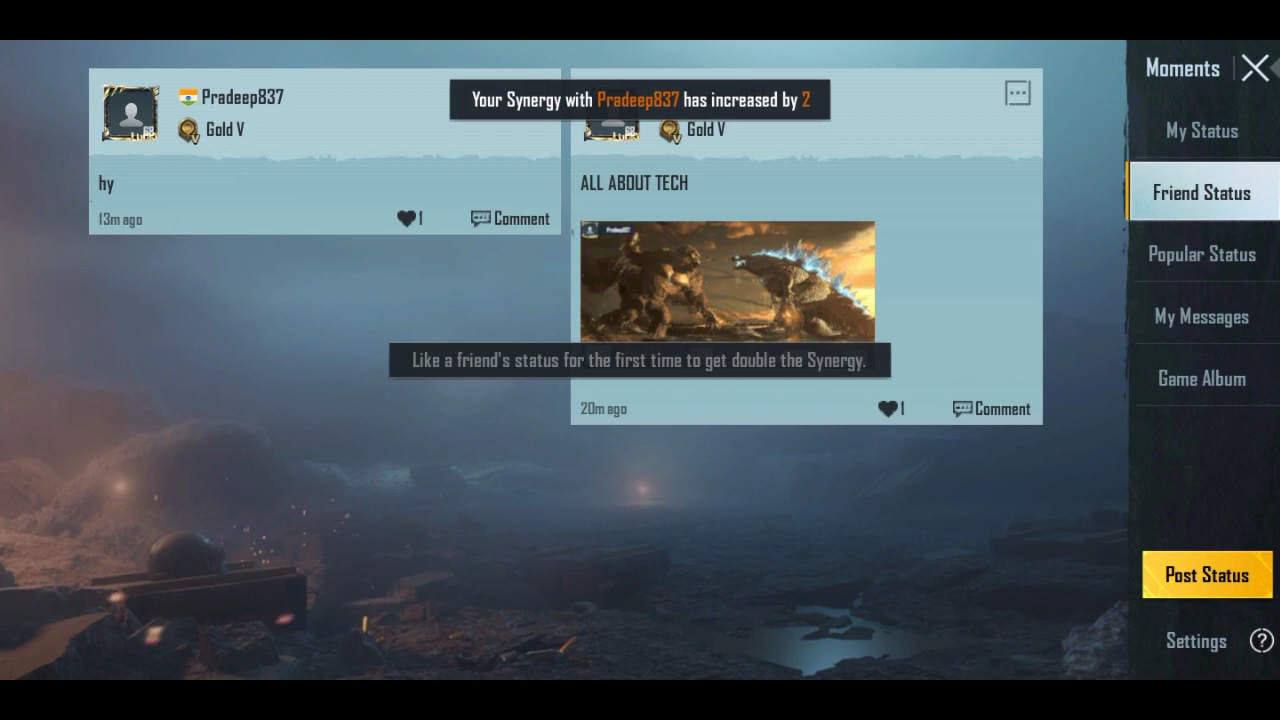 Moments
Your Synergy with Pradeep837 has increased by 2
Pradeep837
Gold V
hy
13m ago
1
Comment
Gold V
ALL ABOUT TECH
Pradeep837
Like a friend's status for the first time to get double the Synergy.
20m ago
1
Comment
My Status
Friend Status
Popular Status
My Messages
Game Album
Post Status
Settings
?